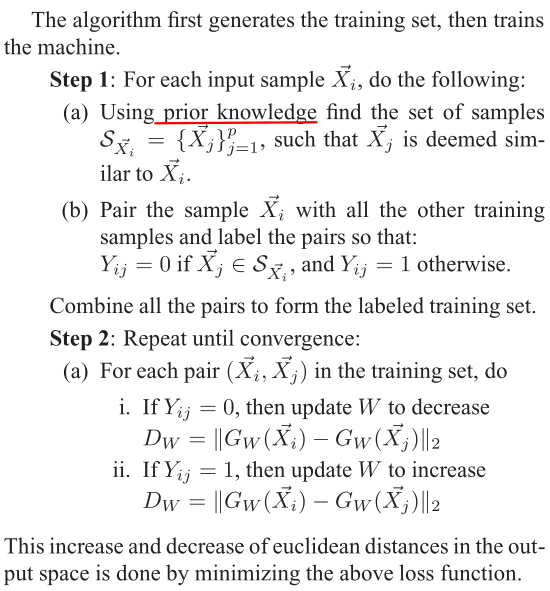 The algorithm first generates the training set, then trains
the machine.
Step 1: For each input sample $\vec{X}_i$, do the following:
(a) Using prior knowledge find the set of samples
$\mathcal{S}_{\vec{X}_i} = \{\vec{X}_j\}_{j=1}^{p}$, such that $\vec{X}_j$ is deemed sim-
ilar to $\vec{X}_i$.
(b) Pair the sample $\vec{X}_i$ with all the other training
samples and label the pairs so that:
$Y_{ij} = 0$ if $\vec{X}_j \in \mathcal{S}_{\vec{X}_i}$, and $Y_{ij} = 1$ otherwise.
Combine all the pairs to form the labeled training set.
Step 2: Repeat until convergence:
(a) For each pair $(\vec{X}_i, \vec{X}_j)$ in the training set, do
i. If $Y_{ij} = 0$, then update $W$ to decrease
$D_W = \|G_W(\vec{X}_i) - G_W(\vec{X}_j)\|_2$
ii. If $Y_{ij} = 1$, then update $W$ to increase
$D_W = \|G_W(\vec{X}_i) - G_W(\vec{X}_j)\|_2$
This increase and decrease of euclidean distances in the out-
put space is done by minimizing the above loss function.